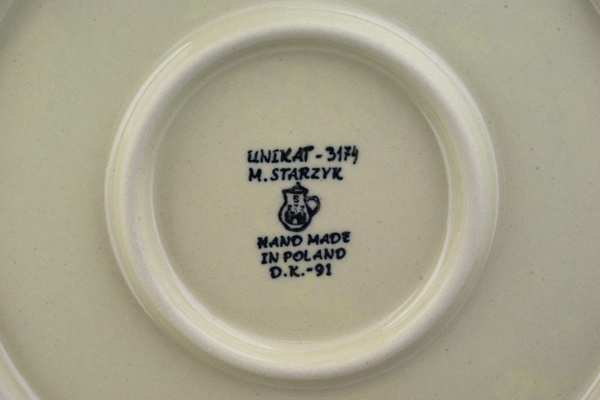 UNIKAT - 3174
M. STARZYK
HAND MADE
IN POLAND
D.K.-91